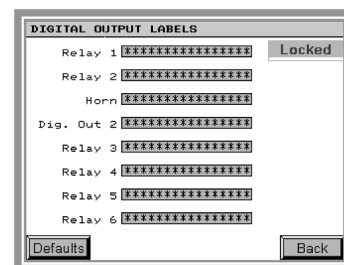 DIGITAL OUTPUT LABELS
Locked
Relay 1 ****************
Relay 2 ****************
Horn ****************
Dig. Out 2 ****************
Relay 3 ****************
Relay 4 ****************
Relay 5 ****************
Relay 6 ****************
Defaults
Back